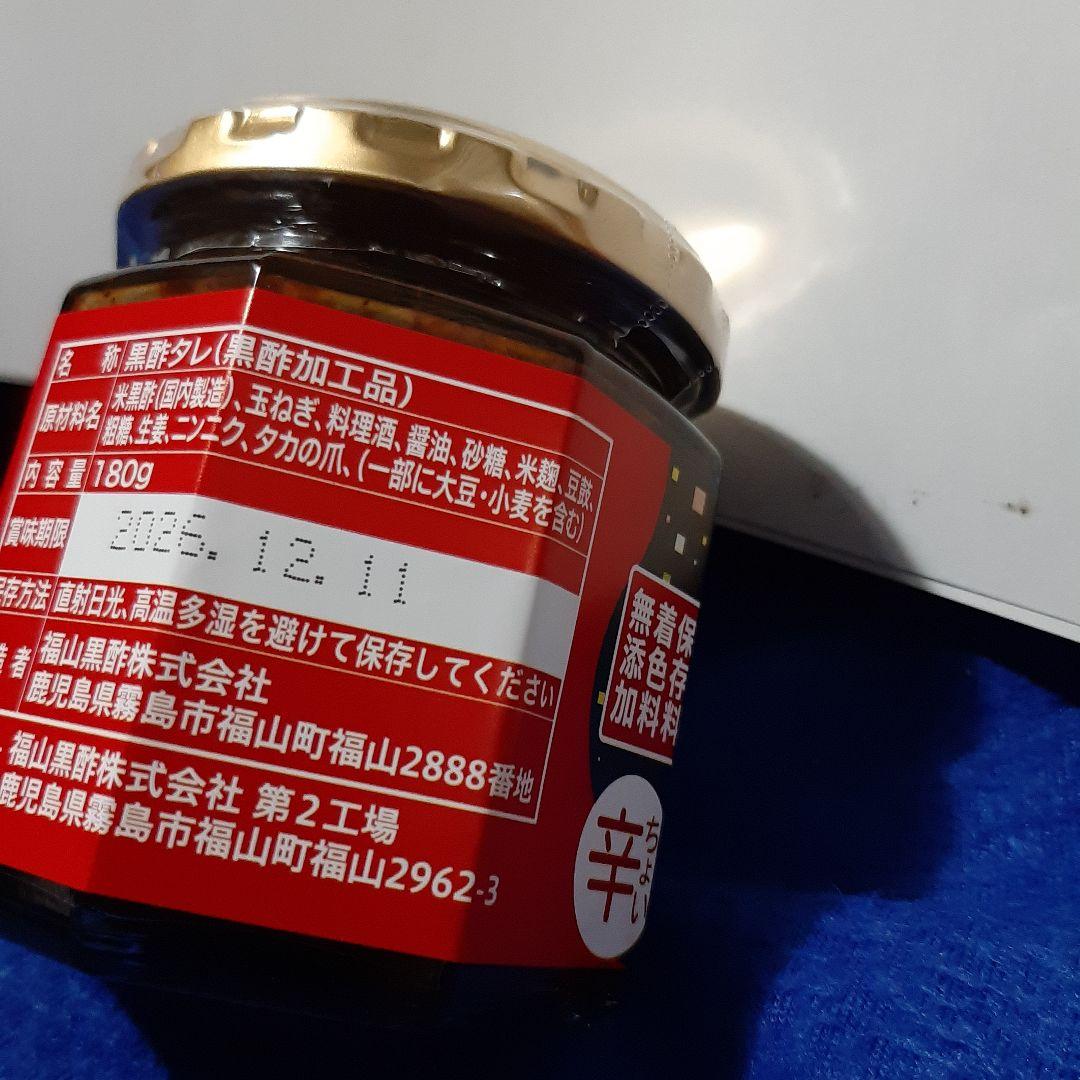 名 称 黒酢タレ(黒酢加工品)
原材料名 米黒酢(国内製造)、玉ねぎ、料理酒、醤油、砂糖、米麹、豆鼓、
粗糖、生姜、ニンニク、タカの爪、(一部に大豆・小麦を含む)
内容量 180g
賞味期限 2026.12.11
存方法 直射日光、高温多湿を避けて保存してください
造者 福山黒酢株式会社
鹿児島県霧島市福山町福山2888番地
福山黒酢株式会社 第2工場
鹿児島県霧島市福山町福山2962-3
保存料
着色料
無添加
ちょい
辛